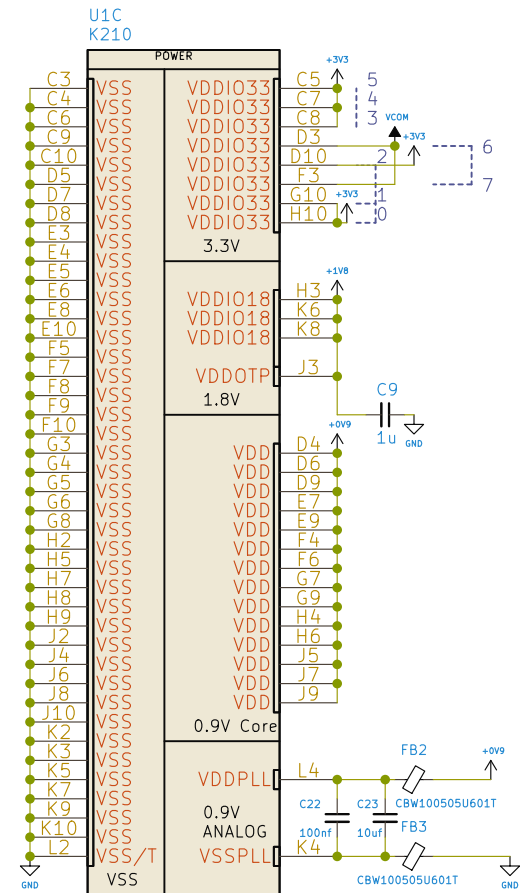 U1C
K210
POWER
C3 VSS
C4 VSS
C6 VSS
C9 VSS
C10 VSS
D5 VSS
D7 VSS
D8 VSS
E3 VSS
E4 VSS
E5 VSS
E6 VSS
E8 VSS
E10 VSS
F5 VSS
F7 VSS
F8 VSS
F9 VSS
F10 VSS
G3 VSS
G4 VSS
G5 VSS
G6 VSS
G8 VSS
H2 VSS
H5 VSS
H7 VSS
H8 VSS
H9 VSS
J2 VSS
J4 VSS
J6 VSS
J8 VSS
J10 VSS
K2 VSS
K3 VSS
K5 VSS
K7 VSS
K9 VSS
K10 VSS
L2 VSS/T
VSS
GND
+3V3
VDDIO33 C5 5
VDDIO33 C7 4
VDDIO33 C8 3
VCOM
+3V3
VDDIO33 D3 6
VDDIO33 D10 2
VDDIO33 F3 7
+3V3
VDDIO33 G10 1
VDDIO33 H10 0
3.3V
+1V8
VDDIO18 H3
VDDIO18 K6
VDDIO18 K8
VDDOTP J3
1.8V
C9
1u
GND
+0V9
VDD D4
VDD D6
VDD D9
VDD E7
VDD E9
VDD F4
VDD F6
VDD G7
VDD G9
VDD H4
VDD H6
VDD J5
VDD J7
VDD J9
0.9V Core
FB2
+0V9
VDDPLL L4
CBW100505U601T
C22
100nf
C23
10uf
0.9V
ANALOG
FB3
VSSPLL K4
CBW100505U601T
GND